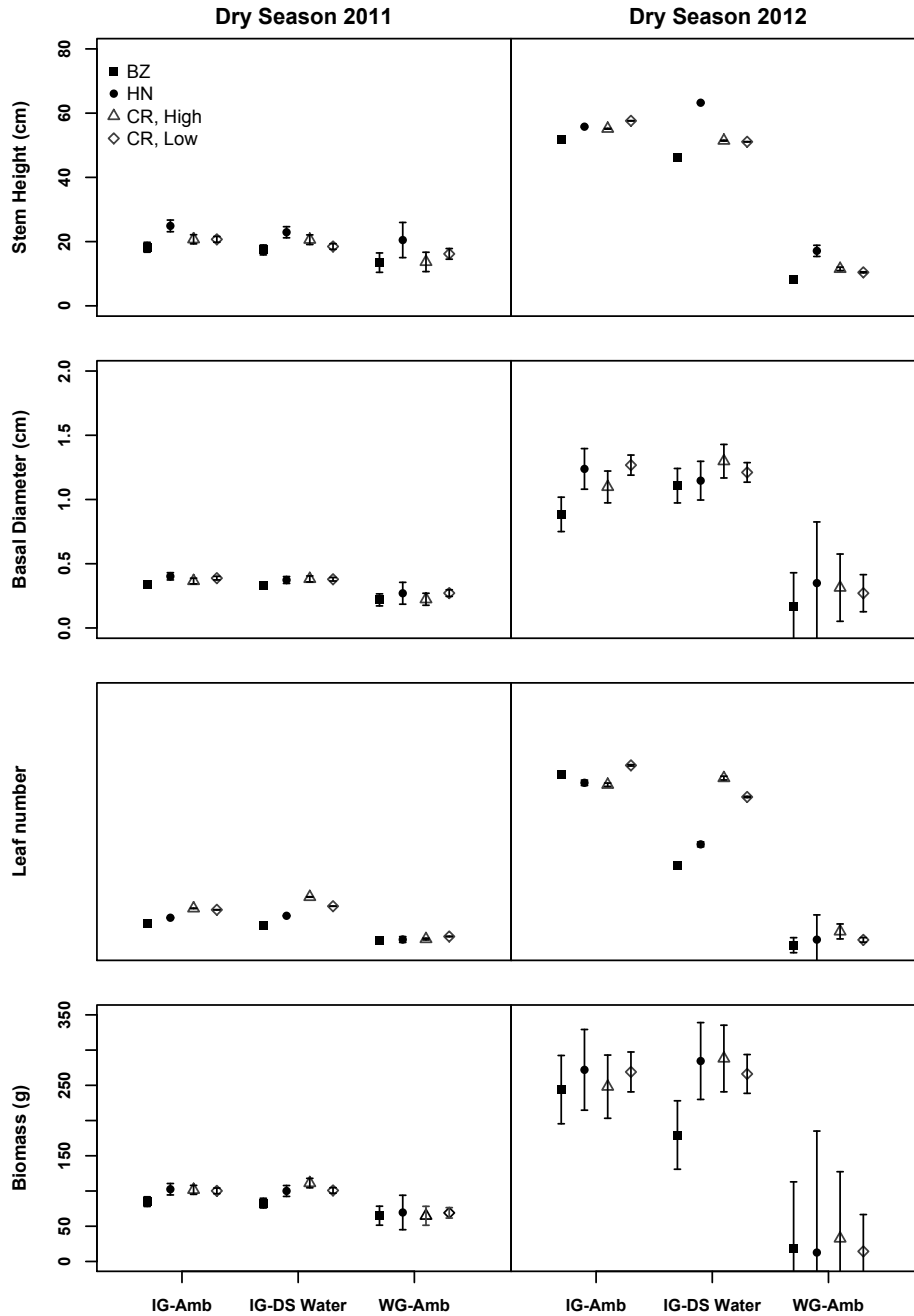 Dry Season 2011
Dry Season 2012
Stem Height (cm)
80
60
40
20
0
BZ
HN
CR, High
CR, Low
Basal Diameter (cm)
2.0
1.5
1.0
0.5
0.0
Leaf number
Biomass (g)
350
250
150
50
0
IG-Amb
IG-DS Water
WG-Amb
IG-Amb
IG-DS Water
WG-Amb